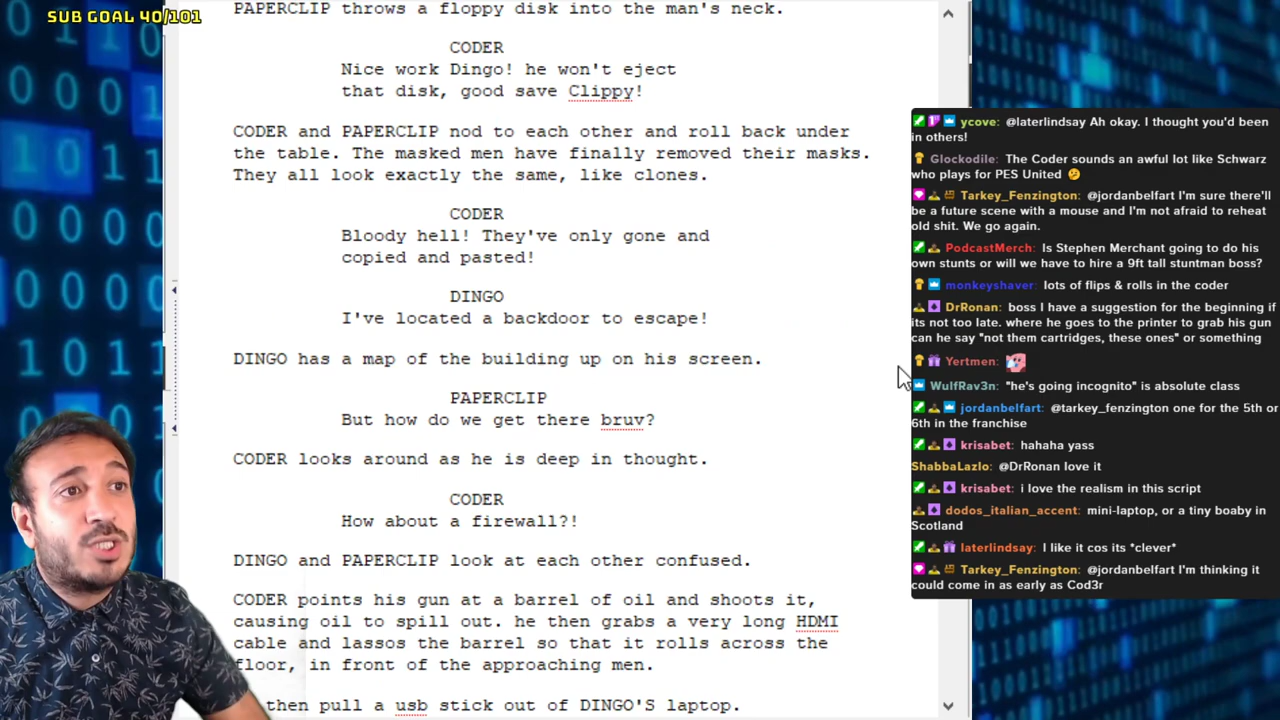 SUB GOAL 40/101
PAPERCLIP throws a floppy disk into the man's neck.
CODER
Nice work Dingo! he won't eject
that disk, good save Clippy!
CODER and PAPERCLIP nod to each other and roll back under
the table. The masked men have finally removed their masks.
They all look exactly the same, like clones.
CODER
Bloody hell! They've only gone and
copied and pasted!
DINGO
I've located a backdoor to escape!
DINGO has a map of the building up on his screen.
PAPERCLIP
But how do we get there bruv?
CODER looks around as he is deep in thought.
CODER
How about a firewall?!
DINGO and PAPERCLIP look at each other confused.
CODER points his gun at a barrel of oil and shoots it,
causing oil to spill out. he then grabs a very long HDMI
cable and lassos the barrel so that it rolls across the
floor, in front of the approaching men.
then pull a usb stick out of DINGO'S laptop.
ycove: @laterlindsay Ah okay. I thought you'd been
in others!
Glockodile: The Coder sounds an awful lot like Schwarz
who plays for PES United
Tarkey_Fenzington: @jordanbelfart I'm sure there'll
be a future scene with a mouse and I'm not afraid to reheat
old shit. We go again.
PodcastMerch: Is Stephen Merchant going to do his
own stunts or will we have to hire a 9ft tall stuntman boss?
monkeyshaver: lots of flips & rolls in the coder
DrRonan: boss I have a suggestion for the beginning if
its not too late. where he goes to the printer to grab his gun
can he say "not them cartridges, these ones" or something
Yertmen:
WulfRav3n: "he's going incognito" is absolute class
jordanbelfart: @tarkey_fenzington one for the 5th or
6th in the franchise
krisabet: hahaha yass
ShabbaLazlo: @DrRonan love it
krisabet: i love the realism in this script
dodos_italian_accent: mini-laptop, or a tiny boaby in
Scotland
laterlindsay: I like it cos its *clever*
Tarkey_Fenzington: @jordanbelfart I'm thinking it
could come in as early as Cod3r